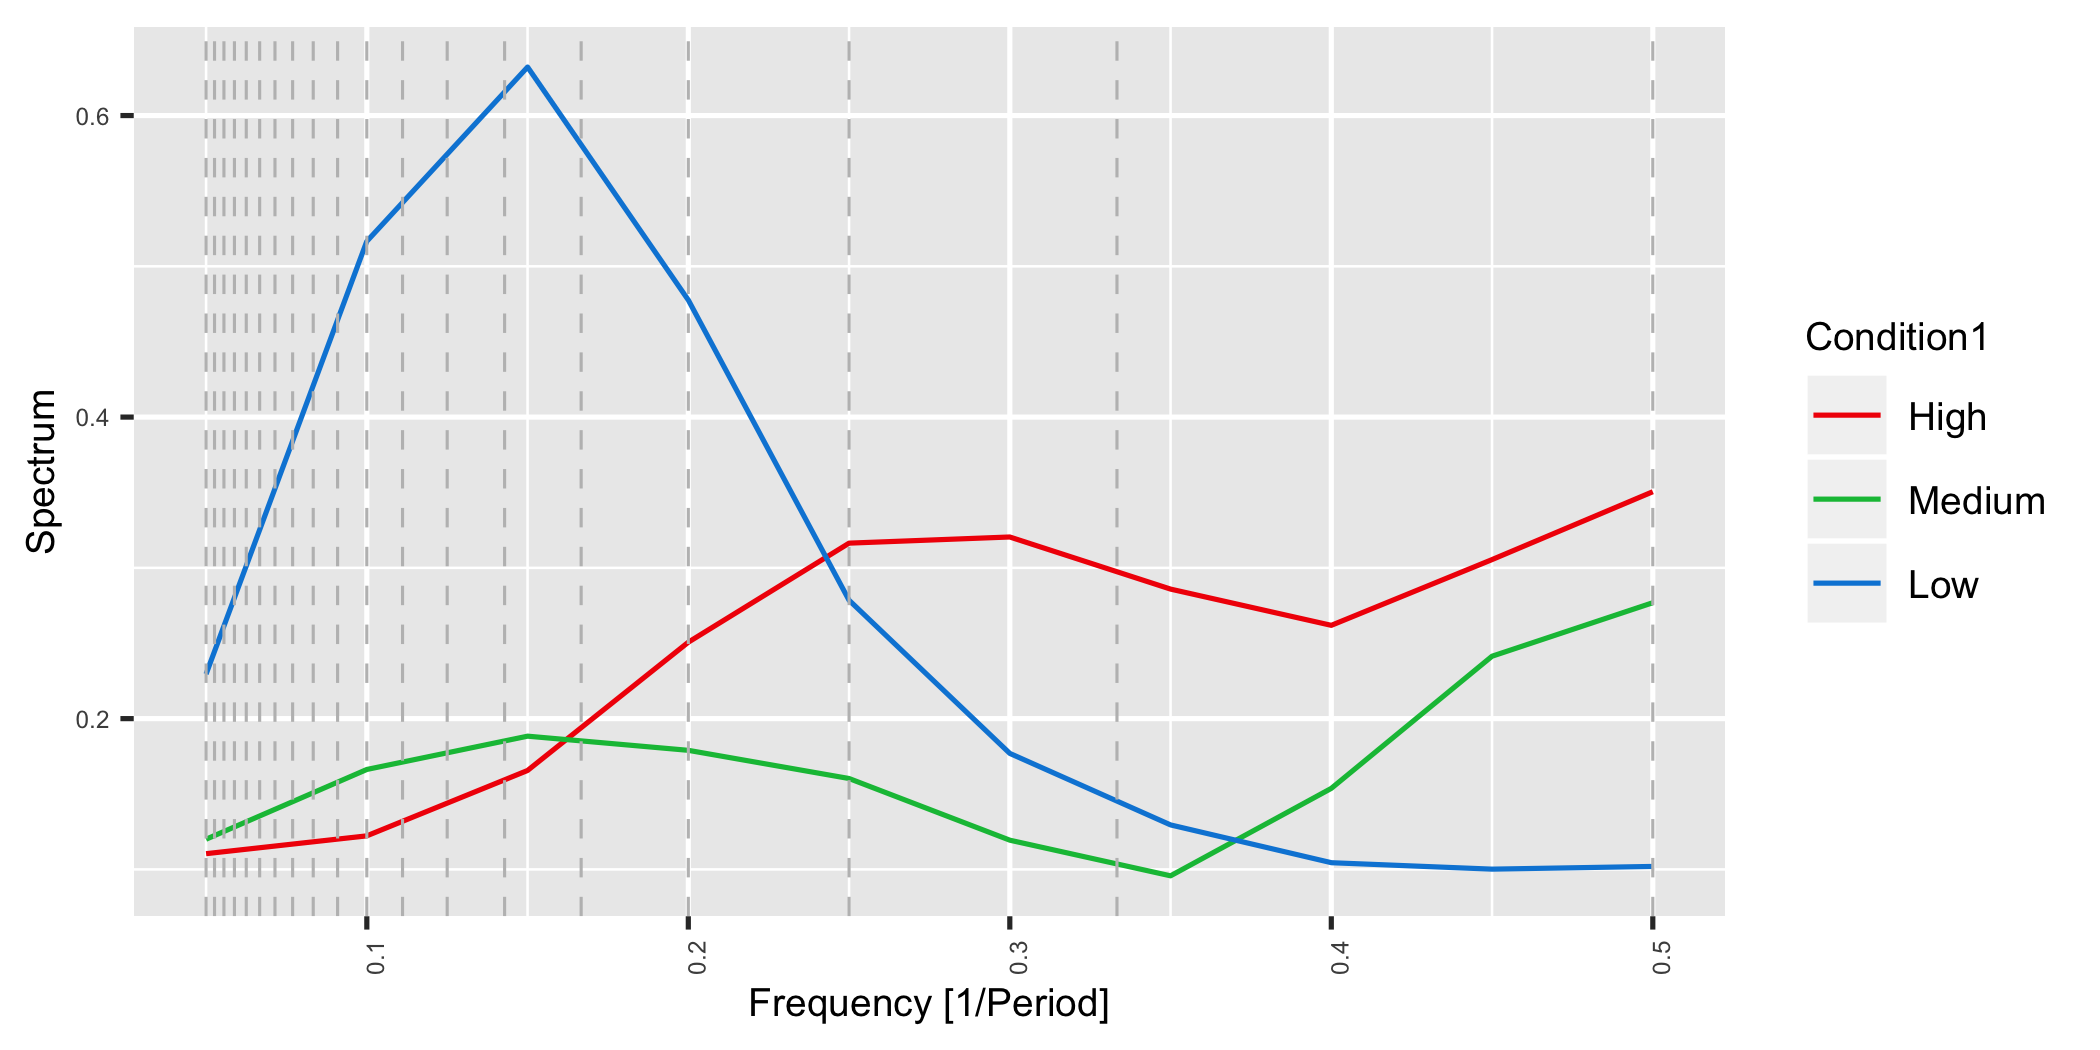 0.6
0.4
0.2
Spectrum
0.1
0.2
0.3
0.4
0.5
Frequency [1/Period]
Condition1
High
Medium
Low